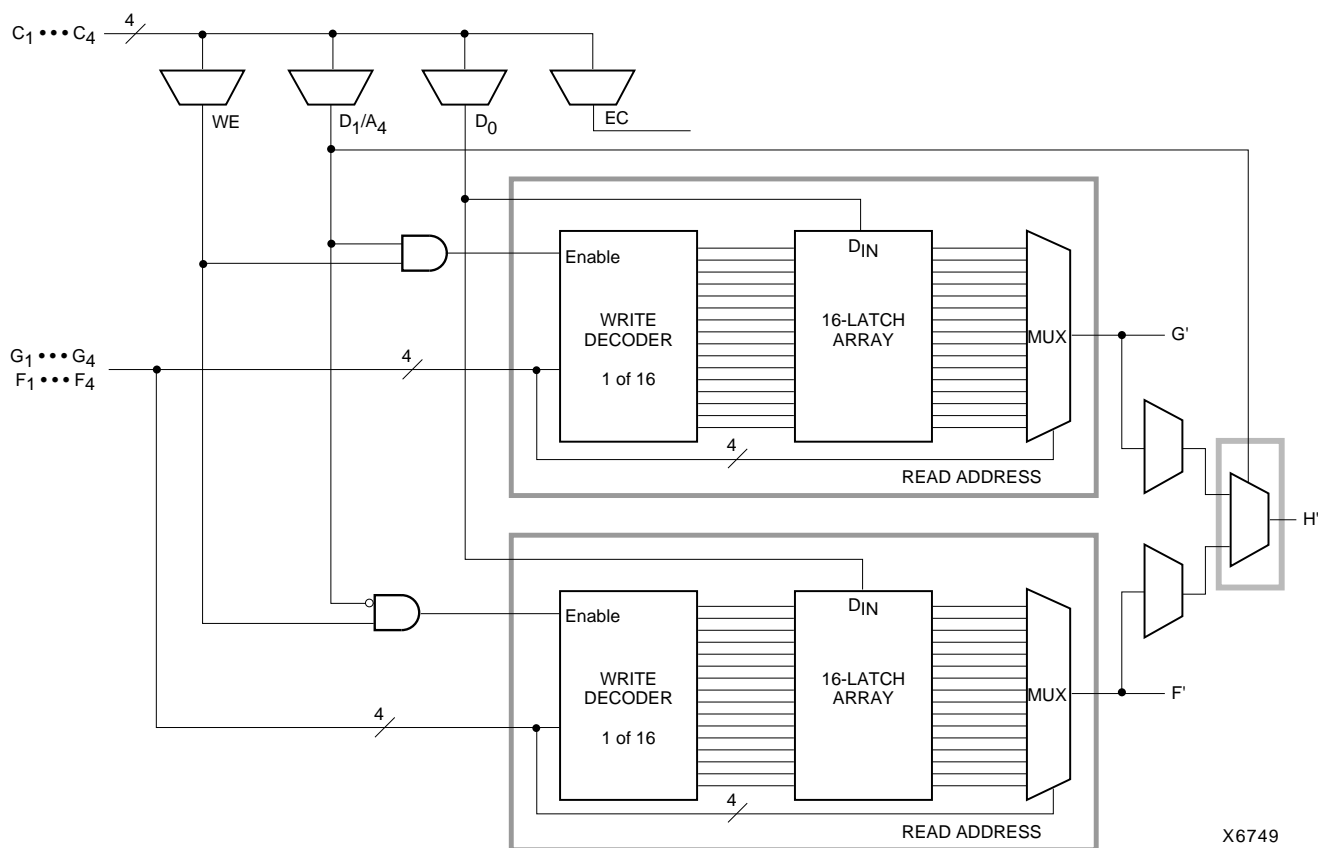 C1 ••• C4
4
WE
D1/A4
D0
EC
Enable
WRITE
DECODER
1 of 16
DIN
16-LATCH
ARRAY
MUX
G'
G1 ••• G4
F1 ••• F4
4
4
READ ADDRESS
H'
Enable
WRITE
DECODER
1 of 16
DIN
16-LATCH
ARRAY
MUX
F'
4
4
READ ADDRESS
X6749